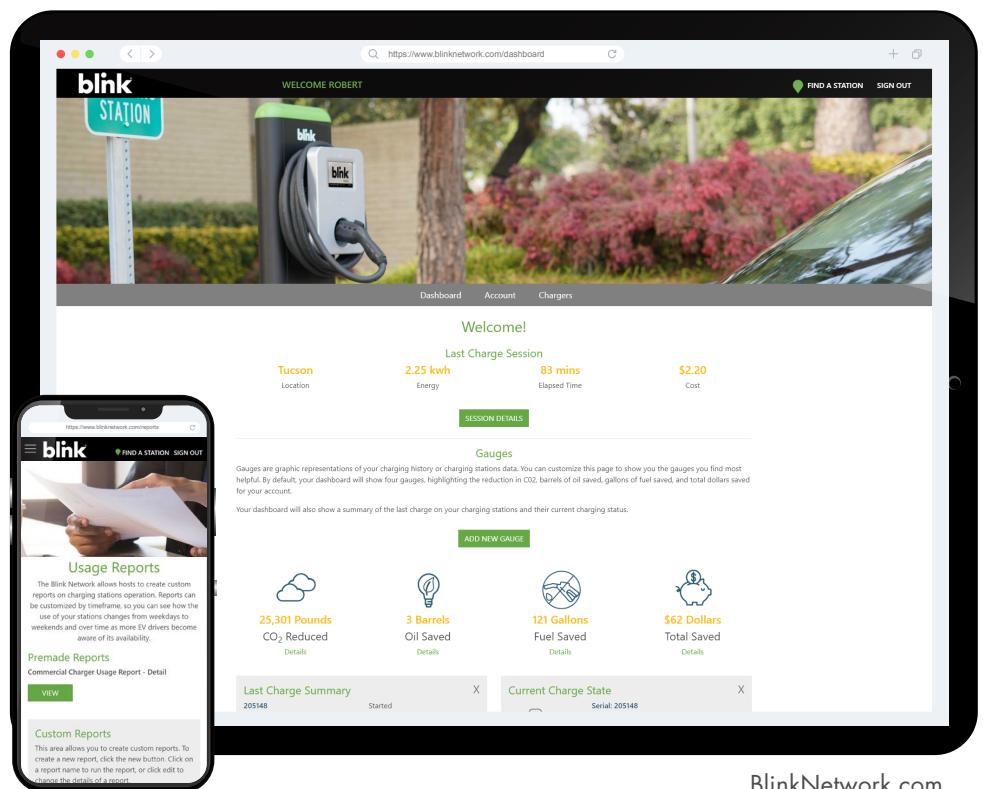 https://www.blinknetwork.com/dashboard
blink
WELCOME ROBERT
FIND A STATION
SIGN OUT
STATION
blink
blink
Dashboard
Account
Chargers
Welcome!
Last Charge Session
Tucson
2.25 kwh
83 mins
$2.20
Location
Energy
Elapsed Time
Cost
SESSION DETAILS
Gauges
Gauges are graphic representations of your charging history or charging stations data. You can customize this page to show you the gauges you find most
helpful. By default, your dashboard will show four gauges, highlighting the reduction in C02, barrels of oil saved, gallons of fuel saved, and total dollars saved
for your account.
Your dashboard will also show a summary of the last charge on your charging stations and their current charging status.
ADD NEW GAUGE
25,301 Pounds
CO2 Reduced
Details
3 Barrels
Oil Saved
Details
121 Gallons
Fuel Saved
Details
$62 Dollars
Total Saved
Details
Last Charge Summary
X
205148
Started
Current Charge State
X
Serial: 205148
https://www.blinknetwork.com/reports
blink
FIND A STATION
SIGN OUT
Usage Reports
The Blink Network allows hosts to create custom
reports on charging stations operation. Reports can
be customized by timeframe, so you can see how the
use of your stations changes from weekdays to
weekends and over time as more EV drivers become
aware of its availability.
Premade Reports
Commercial Charger Usage Report - Detail
VIEW
Custom Reports
This area allows you to create custom reports. To
create a new report, click the new button. Click on
a report name to run the report, or click edit to
change the details of a report.
BlinkNetwork.com